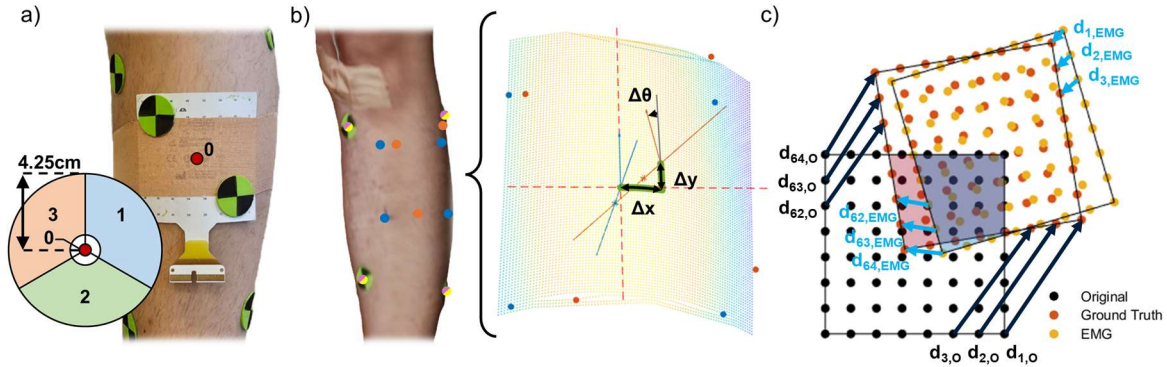 a)
b)
c)
0
4.25cm
3
1
0
2
Δθ
Δy
Δx
d1,EMG
d2,EMG
d3,EMG
d64,O
d63,O
d62,O
d62,EMG
d63,EMG
d64,EMG
Original
Ground Truth
EMG
d3,O
d2,O
d1,O